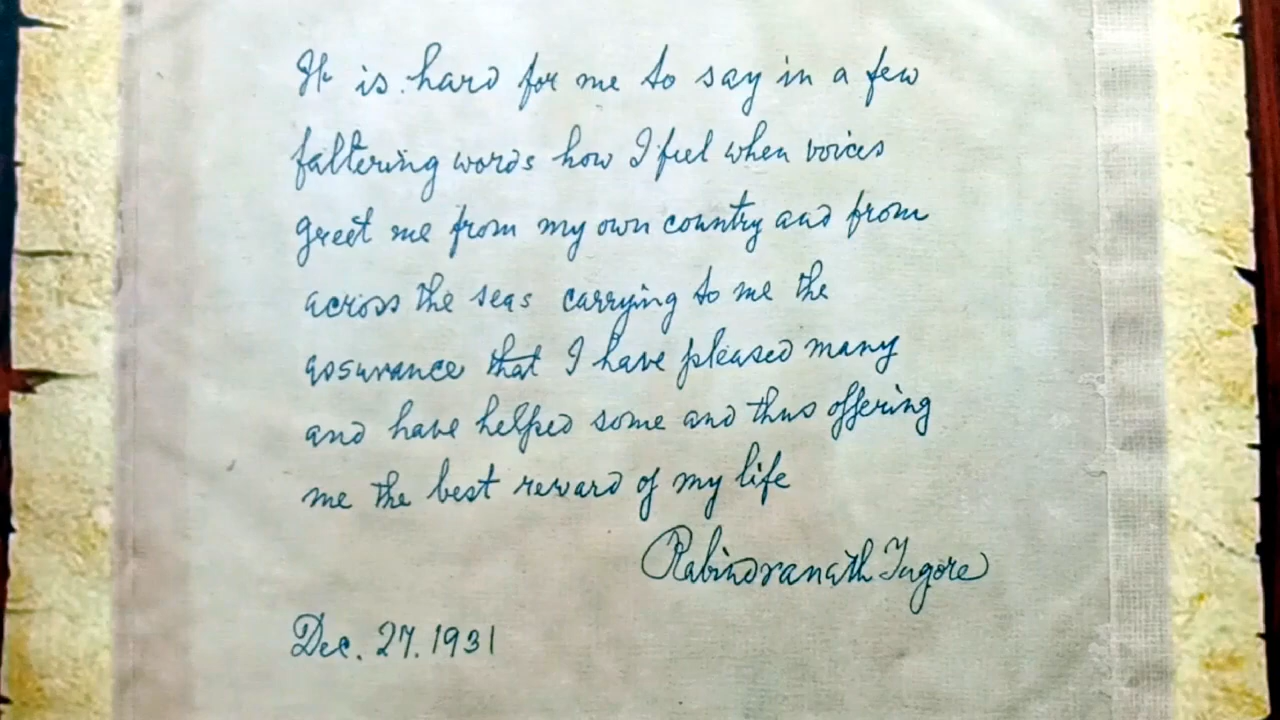 It is hard for me to say in a few
faltering words how I feel when voices
greet me from my own country and from
across the seas carrying to me the
assurance that I have pleased many
and have helped some and thus offering
me the best reward of my life
Rabindranath Tagore
Dec. 27. 1931